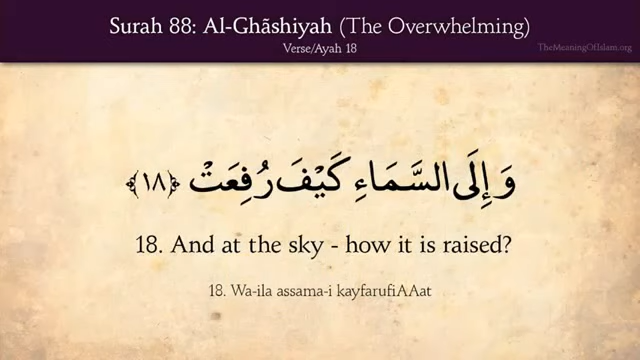 Surah 88: Al-Ghãshiyah (The Overwhelming)
Verse/Ayah 18
TheMeaningOfIslam.org
وَإِلَى السَّمَاءِ كَيْفَ رُفِعَتْ ﴿١٨﴾
18. And at the sky - how it is raised?
18. Wa-ila assama-i kayfarufiAAat